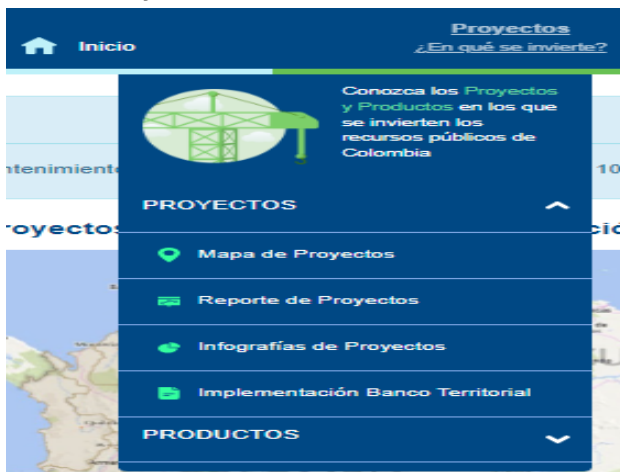 Inicio
Proyectos
¿En qué se invierte?
Conozca los Proyectos
y Productos en los que
se invierten los
recursos públicos de
Colombia
ntenimiento
10
PROYECTOS
royectos
ció
Mapa de Proyectos
Reporte de Proyectos
Infografías de Proyectos
Implementación Banco Territorial
PRODUCTOS